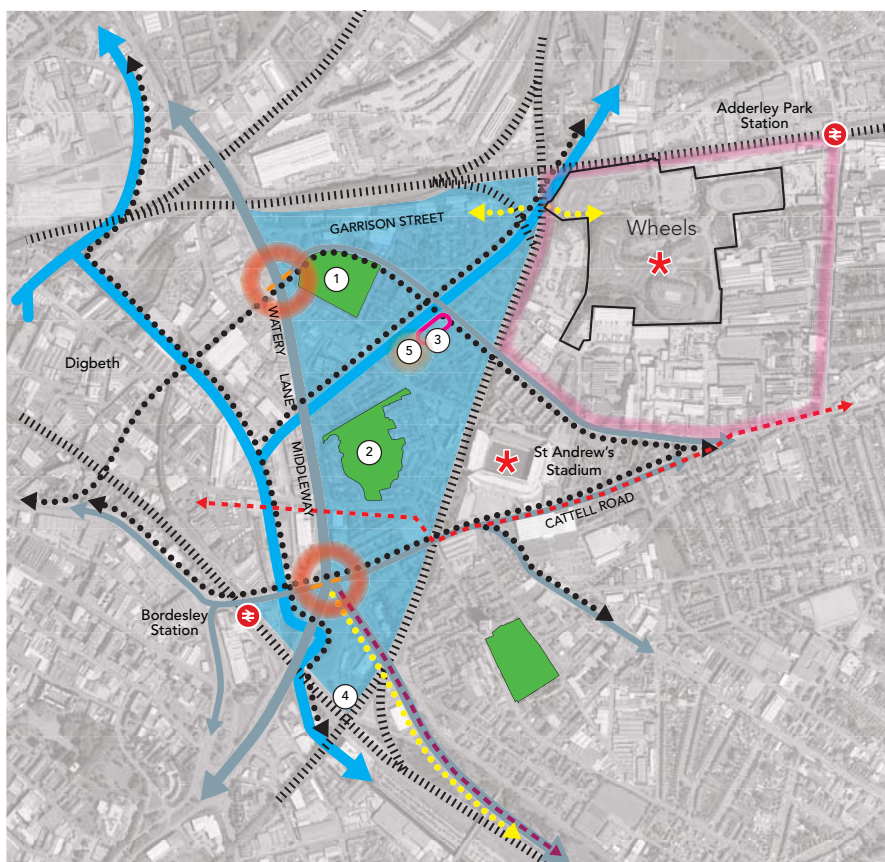 Adderley Park
Station
GARRISON STREET
Wheels
1
WATERY LANE MIDDLEWAY
5
3
Digbeth
2
St Andrew's
Stadium
CATTELL ROAD
Bordesley
Station
4